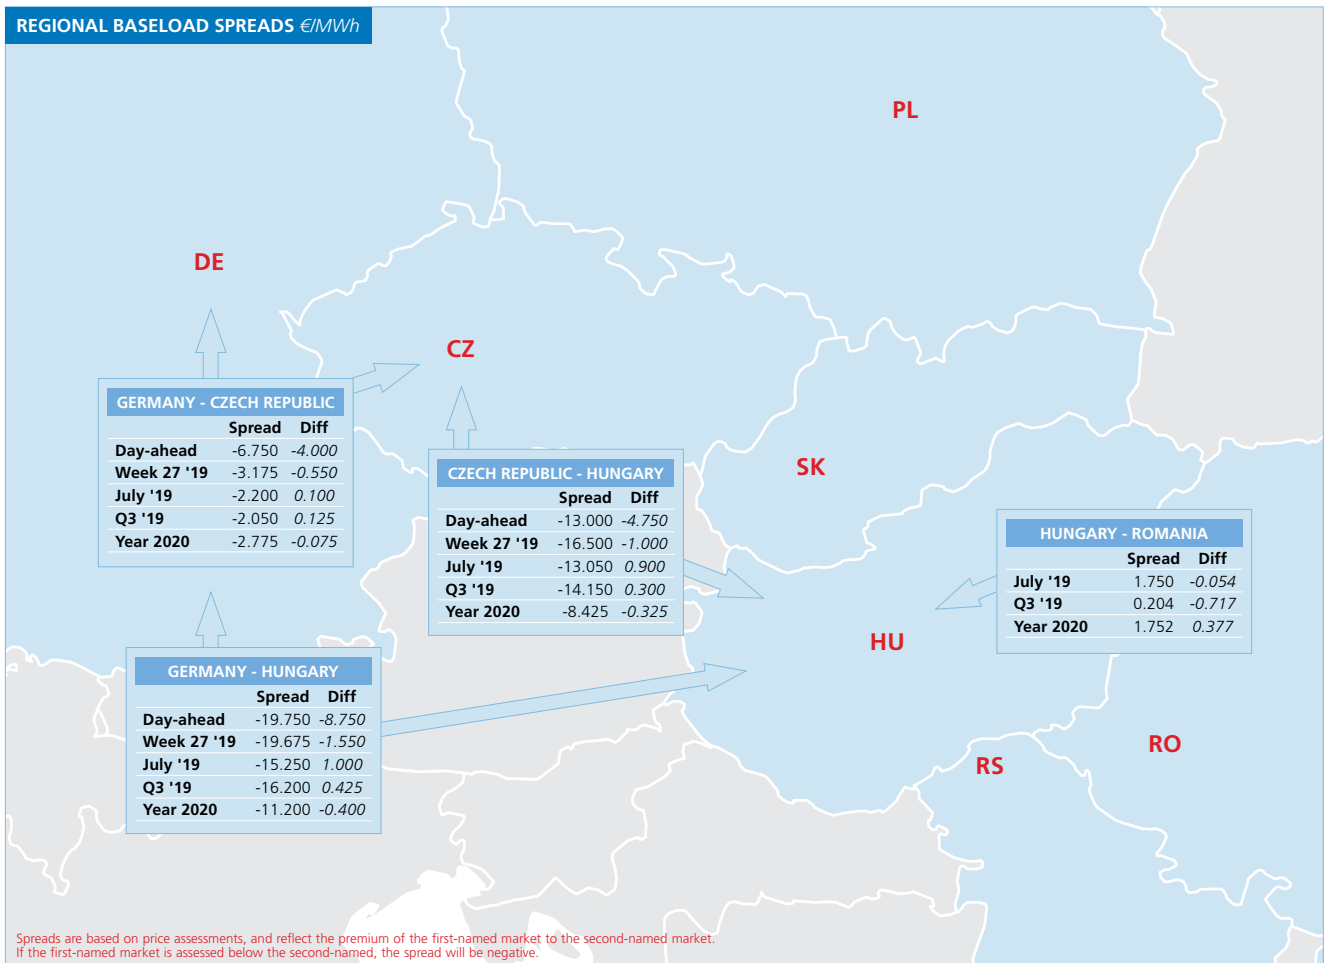 REGIONAL BASELOAD SPREADS €/MWh
PL
DE
CZ
GERMANY - CZECH REPUBLIC
Spread Diff
Day-ahead -6.750 -4.000
Week 27 '19 -3.175 -0.550
July '19 -2.200 0.100
Q3 '19 -2.050 0.125
Year 2020 -2.775 -0.075
CZECH REPUBLIC - HUNGARY
Spread Diff
Day-ahead -13.000 -4.750
Week 27 '19 -16.500 -1.000
July '19 -13.050 0.900
Q3 '19 -14.150 0.300
Year 2020 -8.425 -0.325
SK
HUNGARY - ROMANIA
Spread Diff
July '19 1.750 -0.054
Q3 '19 0.204 -0.717
Year 2020 1.752 0.377
HU
GERMANY - HUNGARY
Spread Diff
Day-ahead -19.750 -8.750
Week 27 '19 -19.675 -1.550
July '19 -15.250 1.000
Q3 '19 -16.200 0.425
Year 2020 -11.200 -0.400
RO
RS
Spreads are based on price assessments, and reflect the premium of the first-named market to the second-named market.
If the first-named market is assessed below the second-named, the spread will be negative.